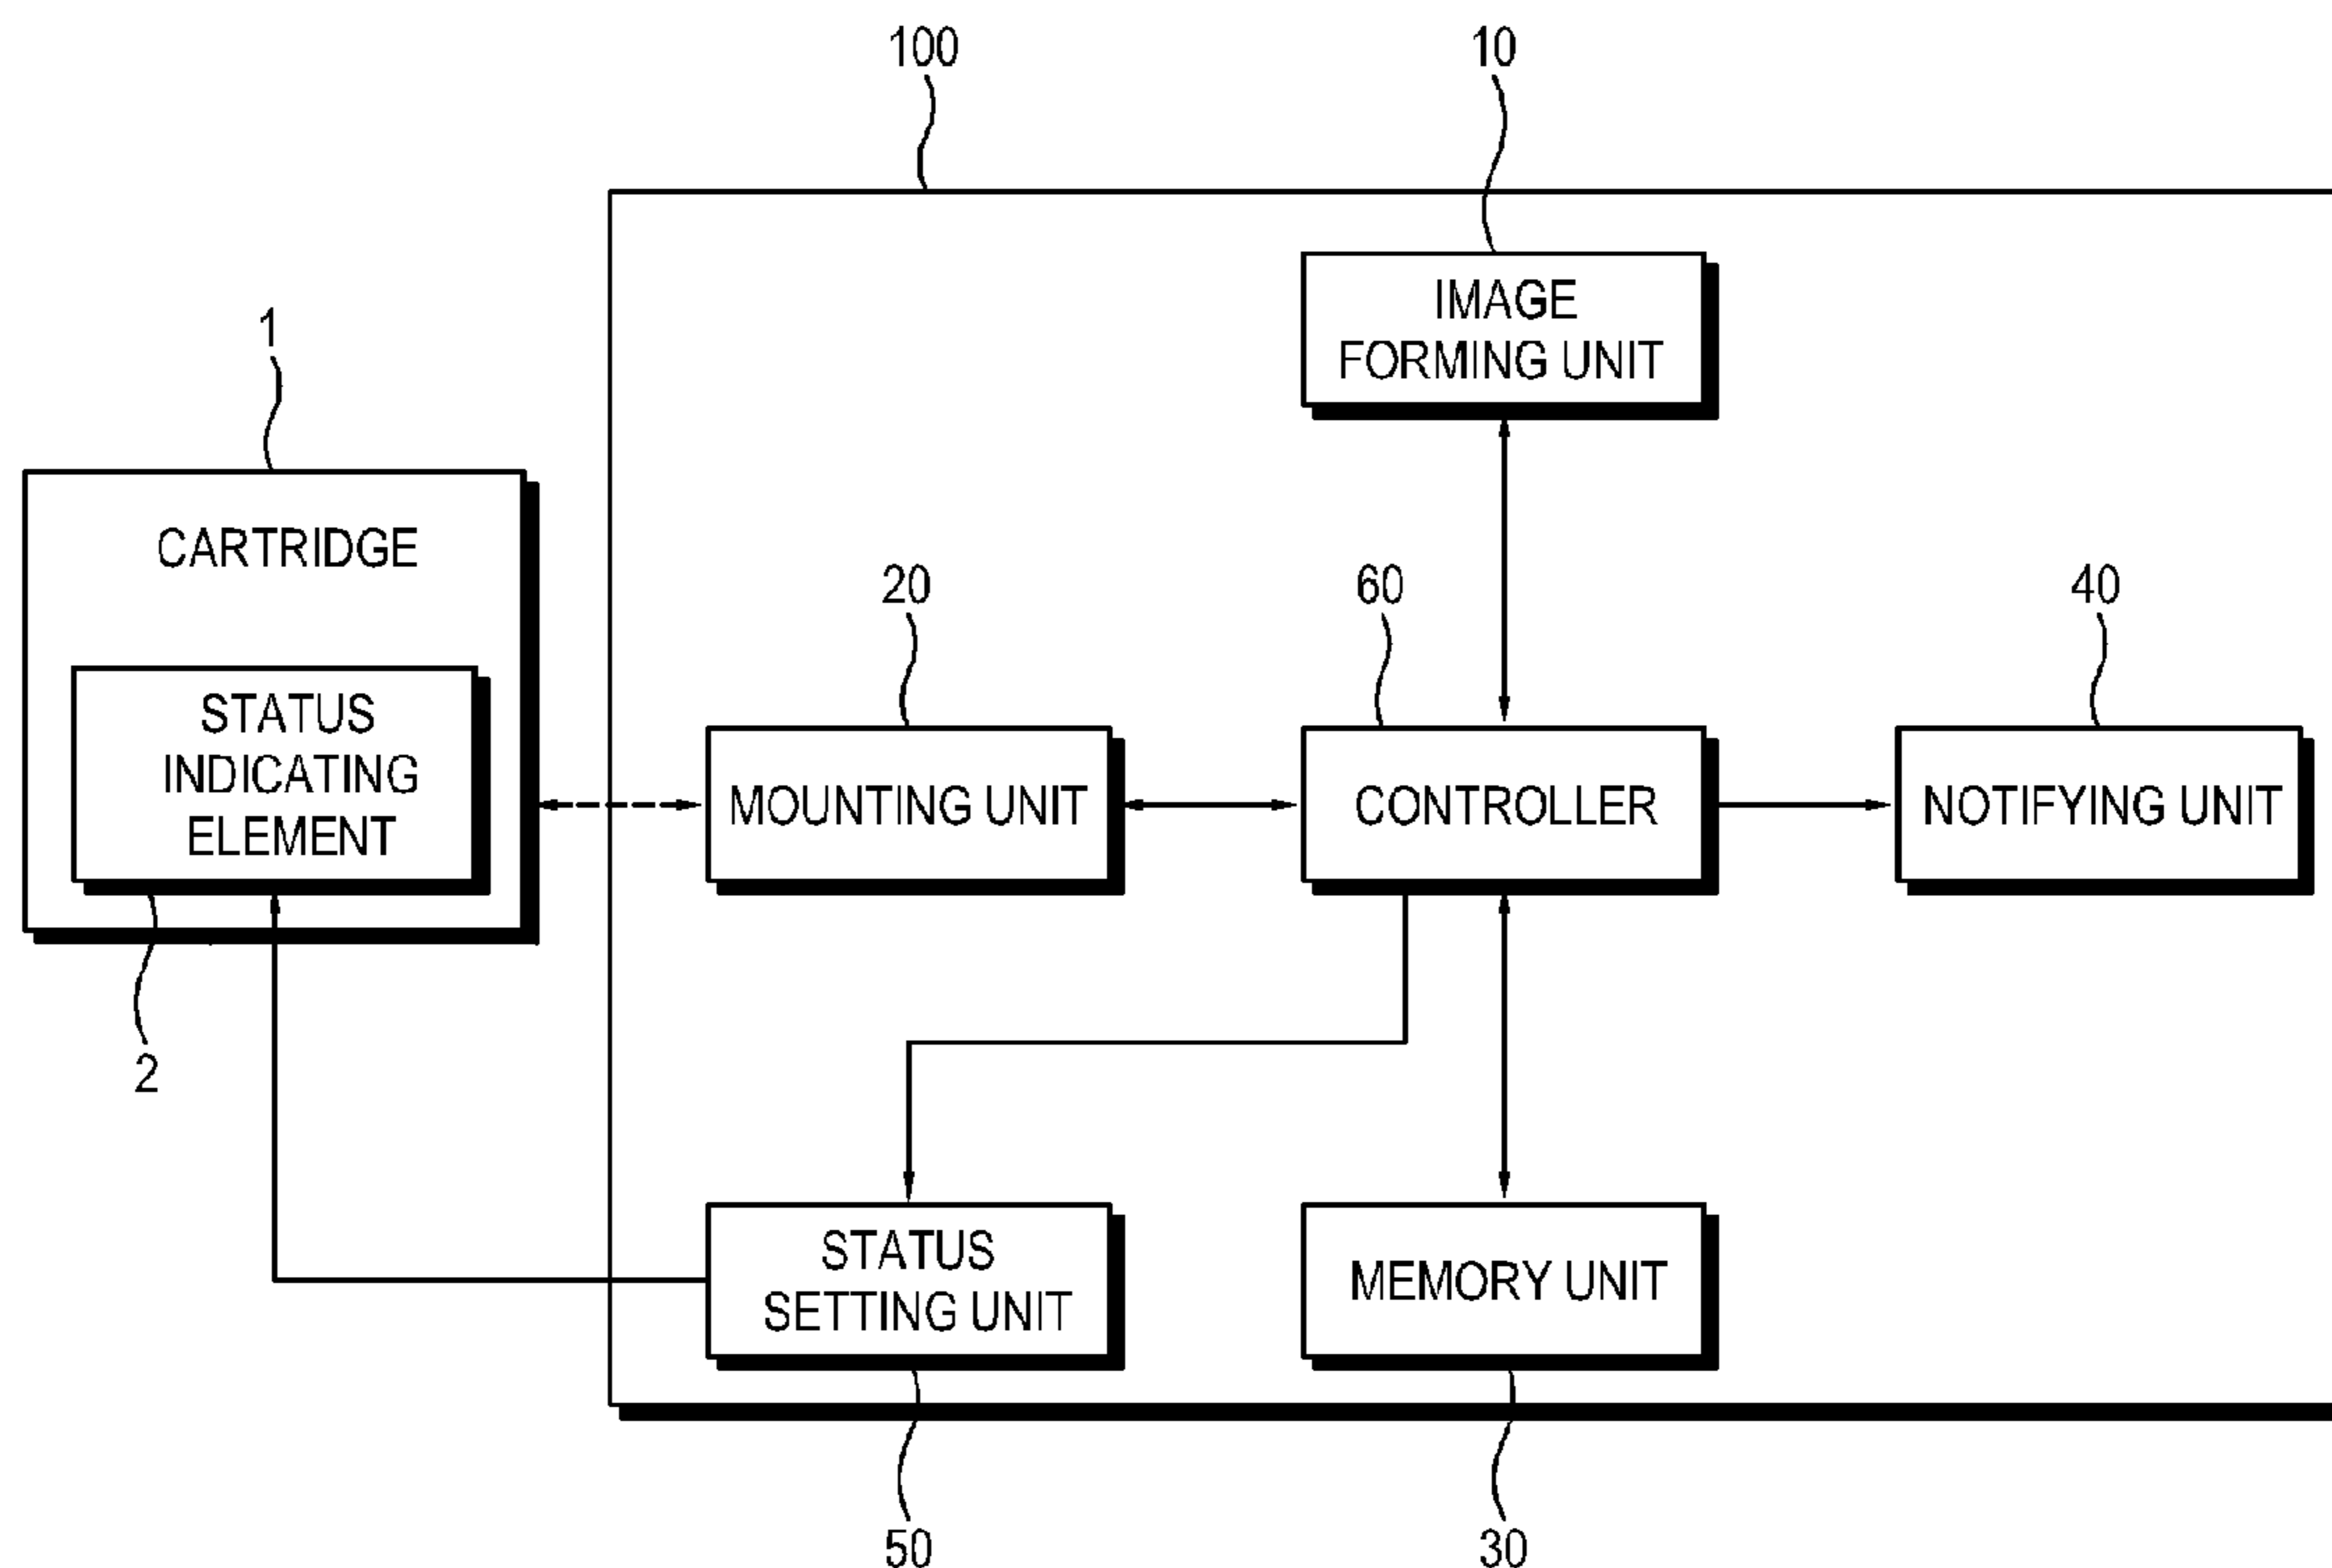 100
10
IMAGE
FORMING UNIT
1
CARTRIDGE
STATUS
INDICATING
ELEMENT
2
20
MOUNTING UNIT
60
CONTROLLER
40
NOTIFYING UNIT
STATUS
SETTING UNIT
50
MEMORY UNIT
30